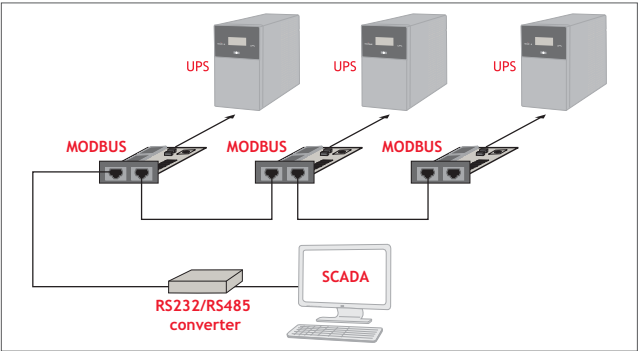 UPS
UPS
UPS
MODBUS
MODBUS
MODBUS
SCADA
RS232/RS485
converter